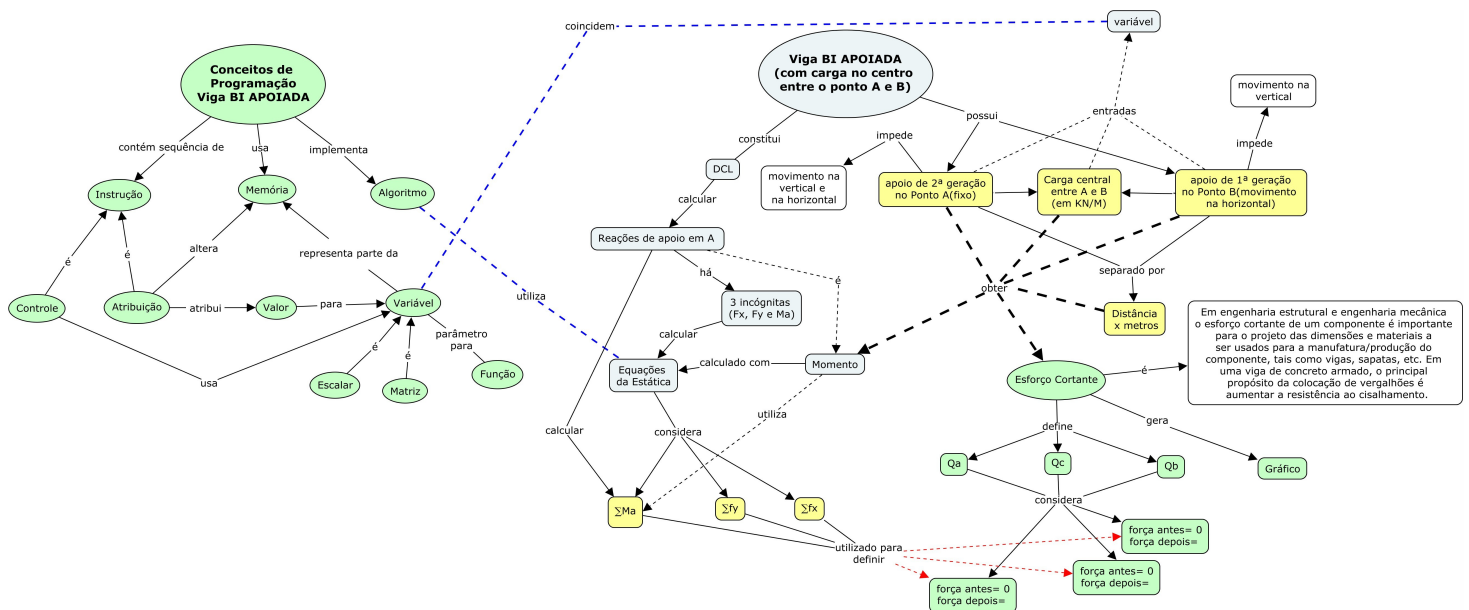 coincidem
variável
Conceitos de
Programação
Viga BI APOIADA
Viga BI APOIADA
(com carga no centro
entre o ponto A e B)
movimento na
vertical
contém sequência de
usa
implementa
constitui
impede
possui
entradas
impede
Instrução
Memória
Algoritmo
DCL
movimento na
vertical e
na horizontal
apoio de 2ª geração
no Ponto A(fixo)
Carga central
entre A e B
(em KN/M)
apoio de 1ª geração
no Ponto B(movimento
na horizontal)
calcular
Reações de apoio em A
altera
representa parte da
é
é
há
é
separado por
obter
utiliza
Controle
Atribuição
atribui
Valor
para
Variável
3 incógnitas
(Fx, Fy e Ma)
Distância
x metros
Em engenharia estrutural e engenharia mecânica
o esforço cortante de um componente é importante
para o projeto das dimensões e materiais a
ser usados para a manufatura/produção do
componente, tais como vigas, sapatas, etc. Em
uma viga de concreto armado, o principal
propósito da colocação de vergalhões é
aumentar a resistência ao cisalhamento.
parâmetro
para
calcular
é
é
usa
Escalar
Matriz
Função
Equações
da Estática
calculado com
Momento
Esforço Cortante
é
utiliza
calcular
considera
define
gera
Qa
Qc
Qb
Gráfico
considera
∑Ma
∑fy
∑fx
utilizado para
definir
força antes= 0
força depois=
força antes= 0
força depois=
força antes= 0
força depois=